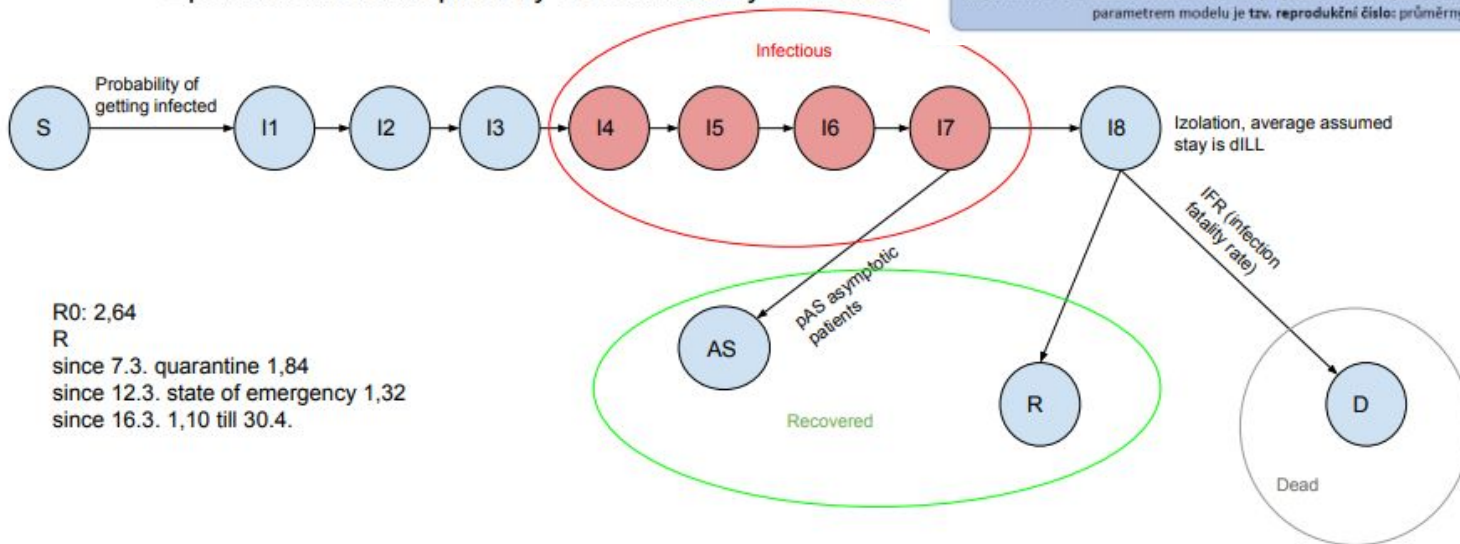 parametrem modelu je tzv. reprodukční číslo:
Infectious
Probability of
getting infected
S
I1
I2
I3
I4
I5
I6
I7
I8
Izolation, average assumed
stay is dILL
IFR (infection
fatality rate)
pAS asymptotic
patients
R0: 2,64
R
since 7.3. quarantine 1,84
since 12.3. state of emergency 1,32
since 16.3. 1,10 till 30.4.
AS
R
D
Recovered
Dead